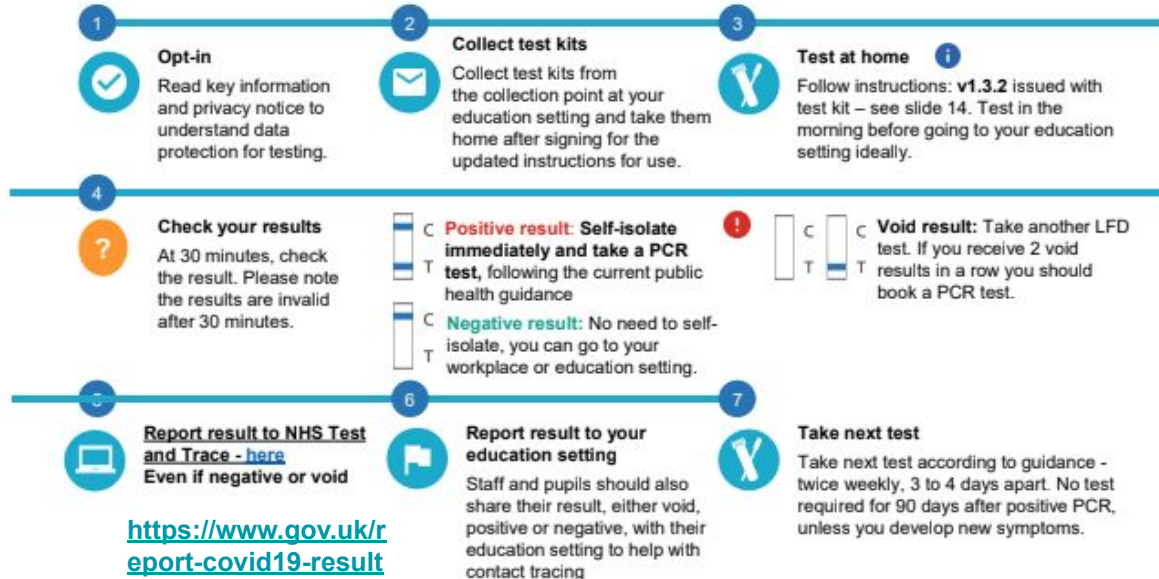 1
Opt-in
Read key information
and privacy notice to
understand data
protection for testing.
2
Collect test kits
Collect test kits from
the collection point at your
education setting and take them
home after signing for the
updated instructions for use.
3
Test at home i
Follow instructions: v1.3.2 issued with
test kit – see slide 14. Test in the
morning before going to your education
setting ideally.
4
?
Check your results
At 30 minutes, check
the result. Please note
the results are invalid
after 30 minutes.
C
T
Positive result: Self-isolate
immediately and take a PCR
test, following the current public
health guidance
C
T
Negative result: No need to self-
isolate, you can go to your
workplace or education setting.
!
C
T
C
T
Void result: Take another LFD
test. If you receive 2 void
results in a row you should
book a PCR test.
5
Report result to NHS Test
and Trace - here
Even if negative or void
https://www.gov.uk/r
eport-covid19-result
6
Report result to your
education setting
Staff and pupils should also
share their result, either void,
positive or negative, with their
education setting to help with
contact tracing
7
Take next test
Take next test according to guidance -
twice weekly, 3 to 4 days apart. No test
required for 90 days after positive PCR,
unless you develop new symptoms.